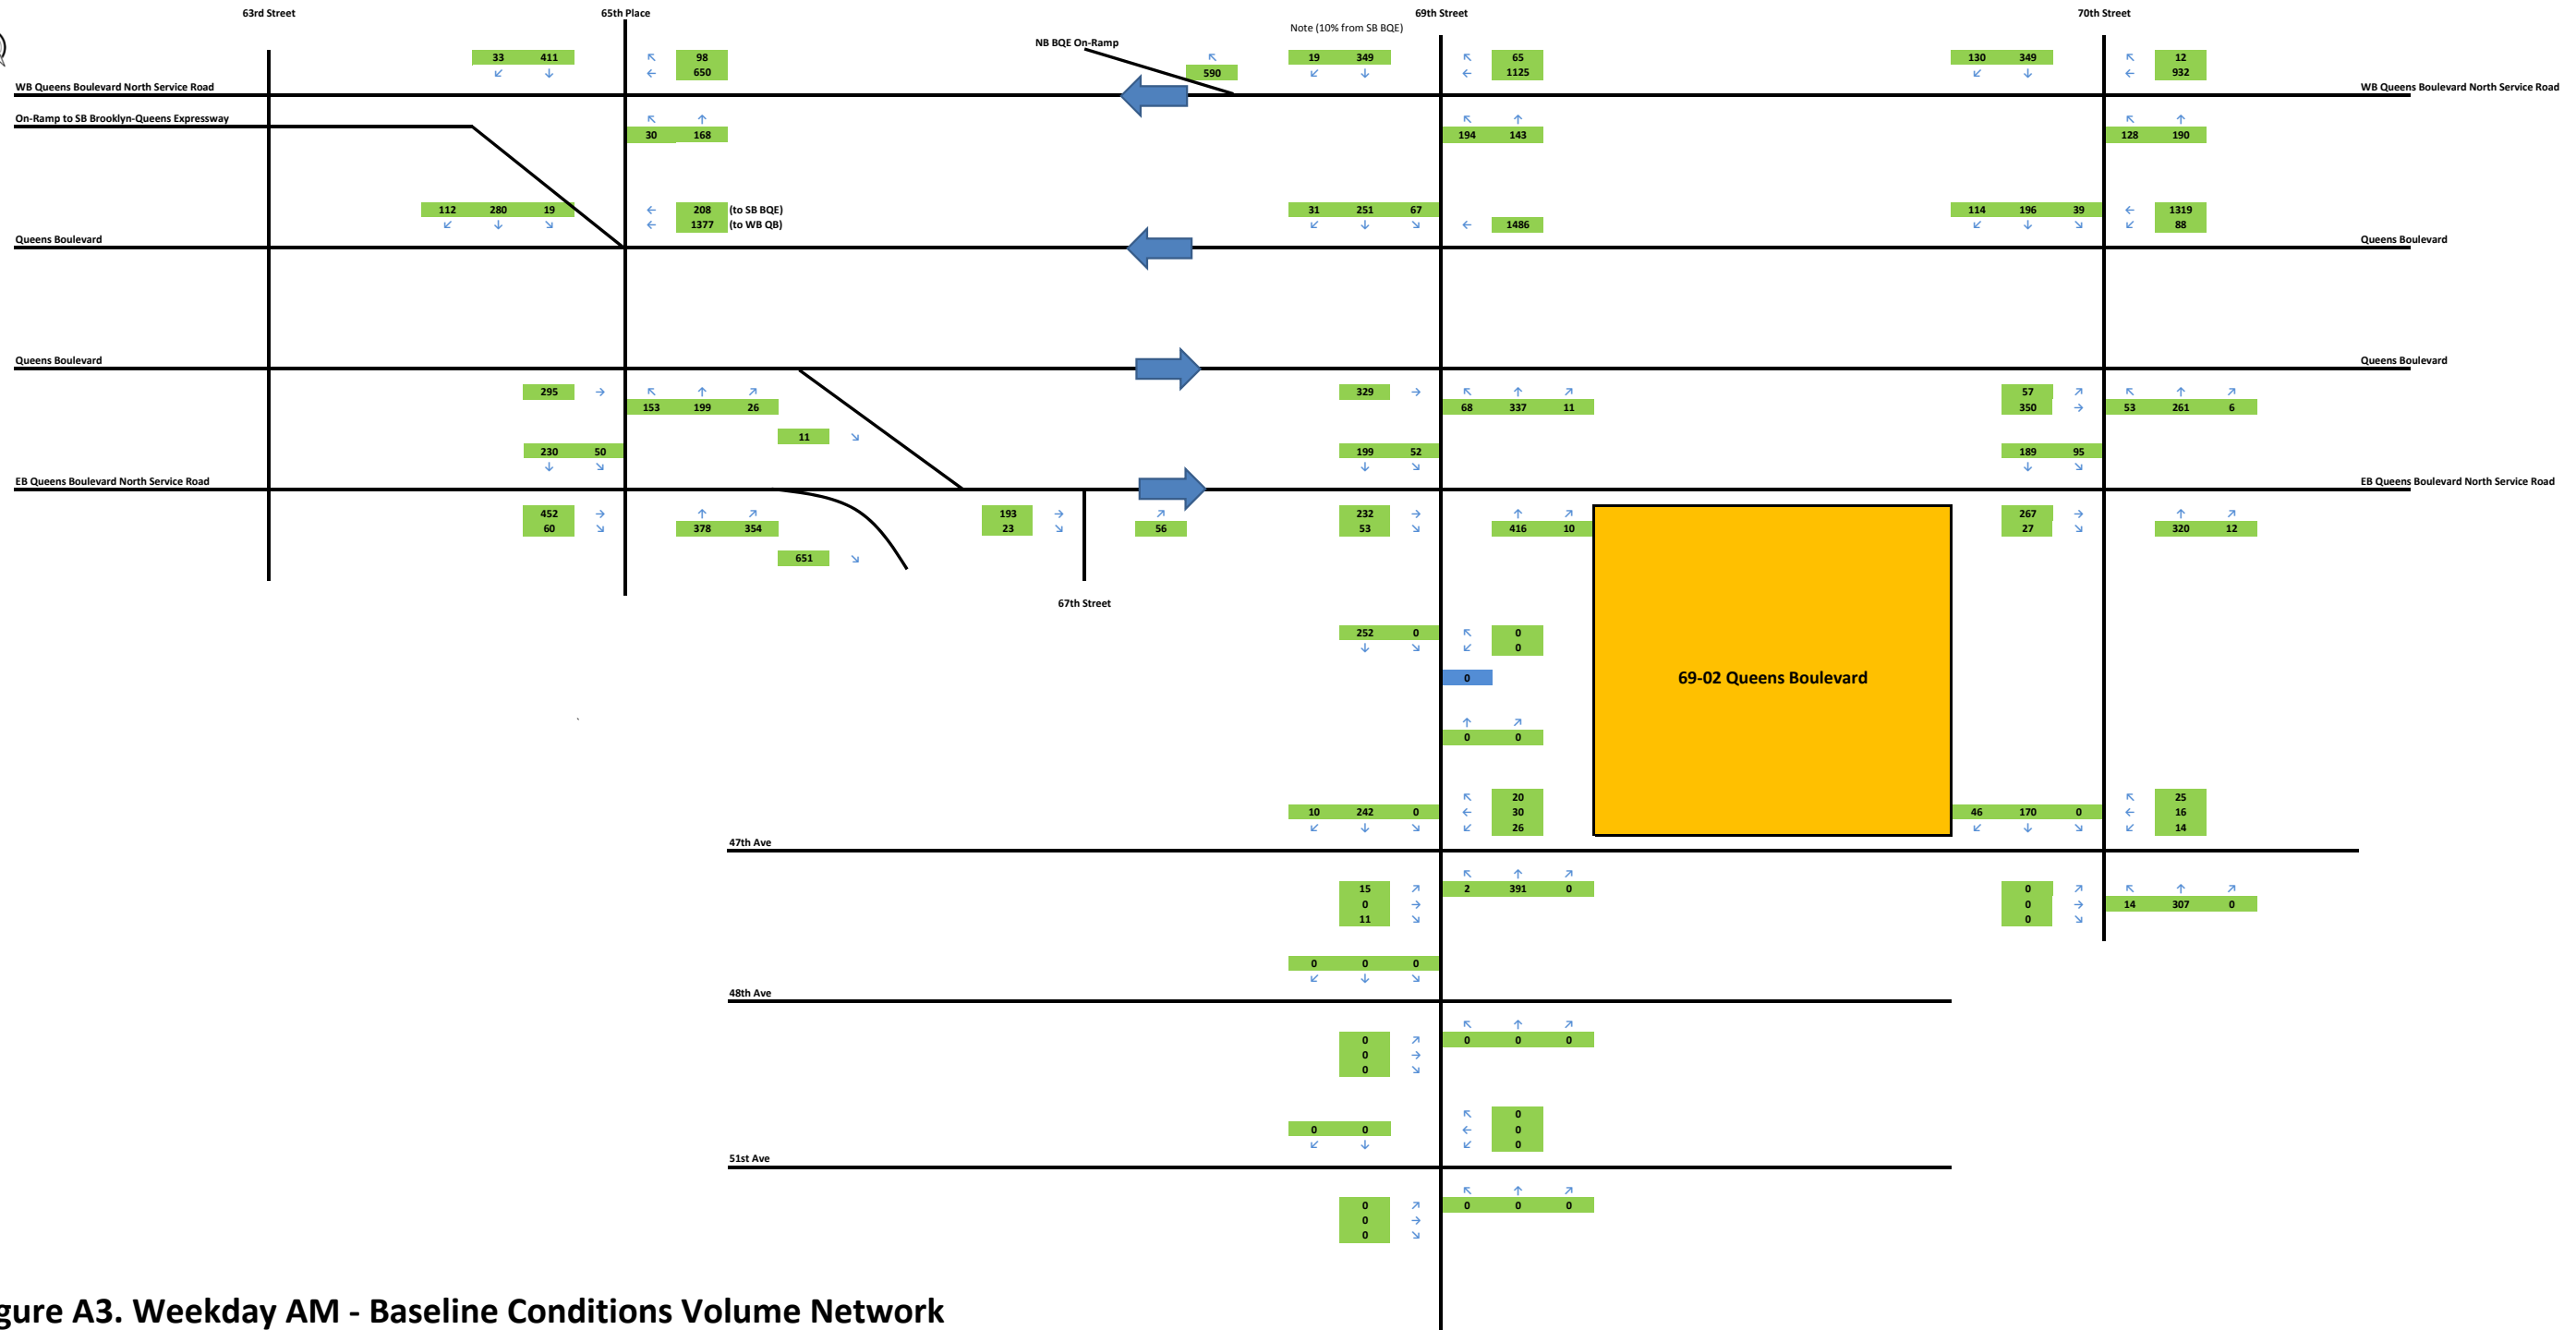 63rd Street 65th Place 69th Street 70th Street
Note (10% from SB BQE)
NB BQE On-Ramp
33 411 ↖ 98 ↖ 19 349 ↖ 65 130 349 ↖ 12
↙ ↓ ← 650 590 ↙ ↓ ← 1125 ↙ ↓ ← 932
WB Queens Boulevard North Service Road WB Queens Boulevard North Service Road
On-Ramp to SB Brooklyn-Queens Expressway ↖ ↑ ↖ ↑ ↖ ↑
30 168 194 143 128 190
112 280 19 ← 208 (to SB BQE) 31 251 67 114 196 39 ← 1319
↙ ↓ ↘ ← 1377 (to WB QB) ↙ ↓ ↘ ← 1486 ↙ ↓ ↘ ↙ 88
Queens Boulevard Queens Boulevard
Queens Boulevard Queens Boulevard
295 → ↖ ↑ ↗ 329 → ↖ ↑ ↗ 57 ↗ ↖ ↑ ↗
153 199 26 68 337 11 350 → 53 261 6
11 ↘
230 50 199 52 189 95
↓ ↘ ↓ ↘ ↓ ↘
EB Queens Boulevard North Service Road EB Queens Boulevard North Service Road
452 → ↑ ↗ 193 → ↗ 232 → ↑ ↗ 267 → ↑ ↗
60 ↘ 378 354 23 ↘ 56 53 ↘ 416 10 27 ↘ 320 12
651 ↘
67th Street
252 0 ↖ 0
↓ ↘ ↙ 0
0 69-02 Queens Boulevard
↑ ↗
0 0
↖ 20 ↖ 25
10 242 0 ← 30 46 170 0 ← 16
↙ ↓ ↘ ↙ 26 ↙ ↓ ↘ ↙ 14
47th Ave
↖ ↑ ↗
15 ↗ 2 391 0 0 ↗ ↖ ↑ ↗
0 → 0 → 14 307 0
11 ↘ 0 ↘
0 0 0
↙ ↓ ↘
48th Ave
↖ ↑ ↗
0 ↗ 0 0 0
0 →
0 ↘
↖ 0
0 0 ← 0
↙ ↓ ↙ 0
51st Ave
↖ ↑ ↗
0 ↗ 0 0 0
0 →
0 ↘
gure A3. Weekday AM - Baseline Conditions Volume Network